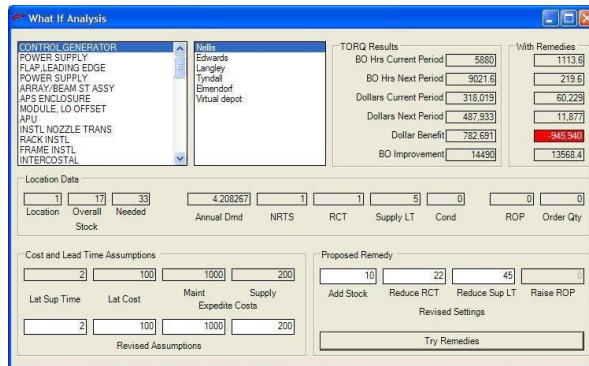 What If Analysis
CONTROL,GENERATOR
POWER SUPPLY
FLAP,LEADING EDGE
POWER SUPPLY
ARRAY/BEAM ST ASSY
APS ENCLOSURE
MODULE, LO OFFSET
APU
INSTL NOZZLE TRANS
RACK INSTL
FRAME INSTL
INTERCOSTAL
Nellis
Edwards
Langley
Tyndall
Elmendorf
Virtual depot
TORQ Results
With Remedies
BO Hrs Current Period 5880 1113.6
BO Hrs Next Period 9021.6 219.6
Dollars Current Period 318,019 60,229
Dollars Next Period 487,933 11,877
Dollar Benefit 782,691 -945,940
BO Improvement 14490 13568.4
Location Data
1 17 33 4.208267 1 1 5 0 0 0
Location Overall Needed Annual Dmd NRTS RCT Supply LT Cond ROP Order Qty
Stock
Cost and Lead Time Assumptions
2 100 1000 200
Lat Sup Time Lat Cost Maint Supply
Expedite Costs
2 100 1000 200
Revised Assumptions
Proposed Remedy
10 22 45 0
Add Stock Reduce RCT Reduce Sup LT Raise ROP
Revised Settings
Try Remedies